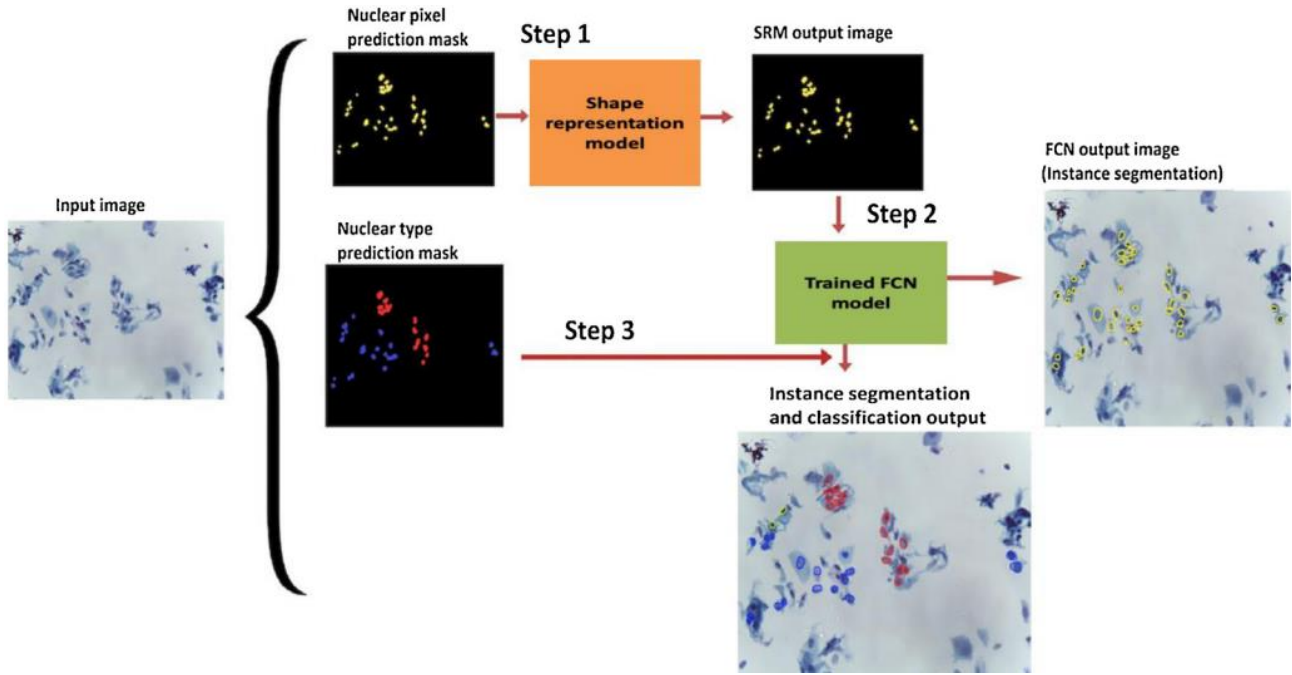 Input image
Nuclear pixel
prediction mask
Step 1
Shape
representation
model
SRM output image
Nuclear type
prediction mask
Step 2
Trained FCN
model
FCN output image
(Instance segmentation)
Step 3
Instance segmentation
and classification output